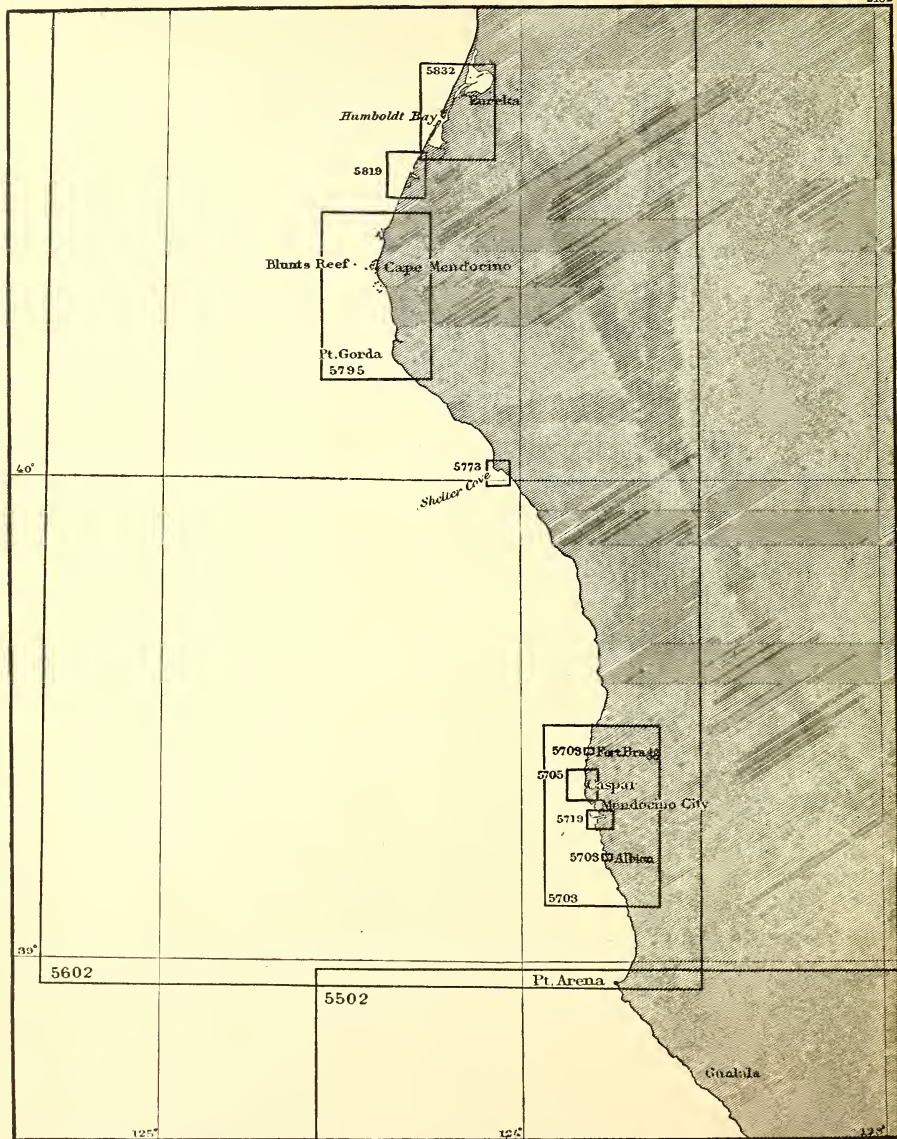 5832
Eureka
Humboldt Bay
5819
Blunts Reef
Cape Mendocino
Pt. Gorda
5795
40°
5773
Shelter Cove
5703
Fort Bragg
5705
Caspar
Mendocino City
5719
5703
Albion
5703
39°
5602
Pt. Arena
5502
Gualala
125°
124°
123°